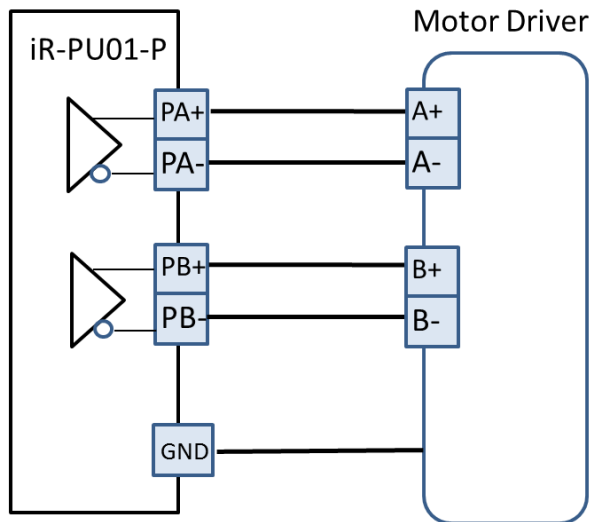 Motor Driver
iR-PU01-P
PA+
A+
PA-
A-
PB+
B+
PB-
B-
GND